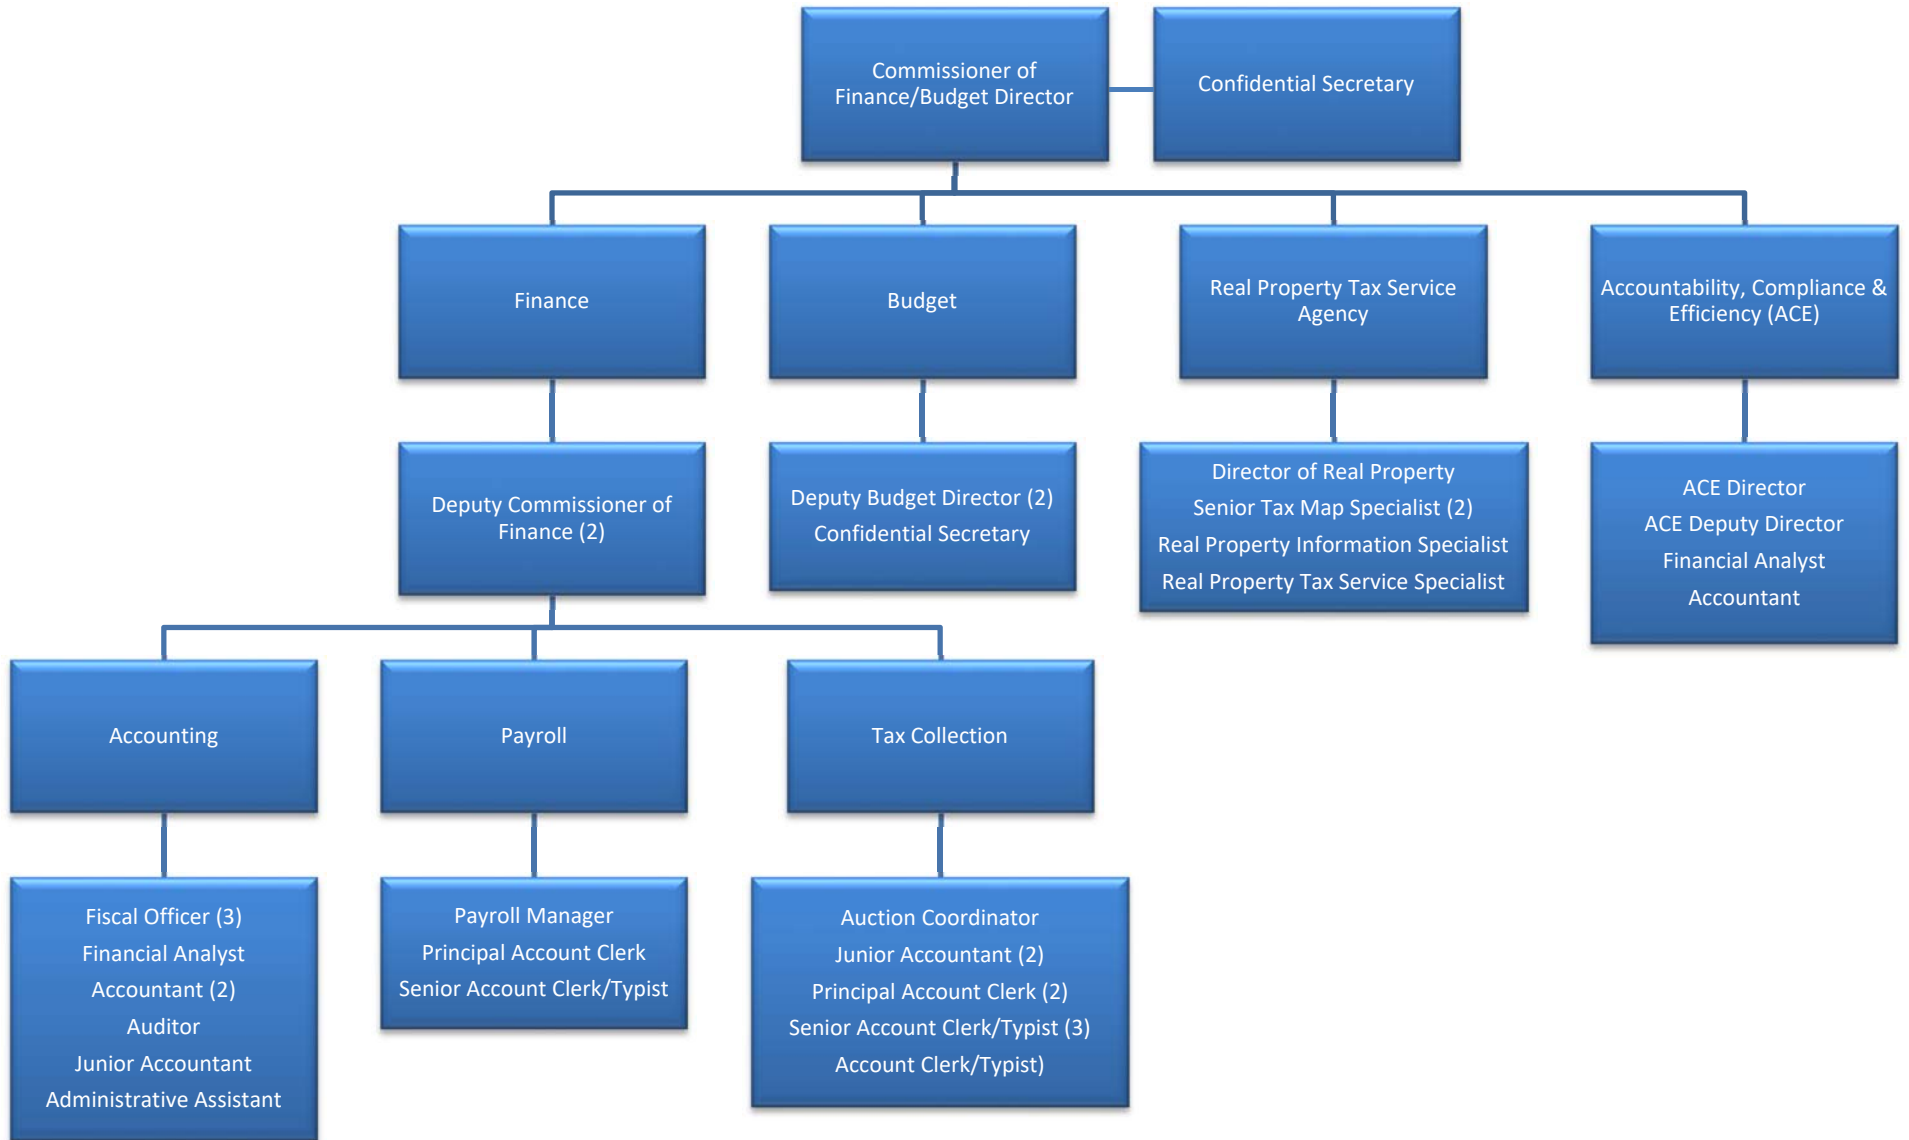 Commissioner of
Finance/Budget Director
Confidential Secretary
Finance
Budget
Real Property Tax Service
Agency
Accountability, Compliance &
Efficiency (ACE)
Deputy Commissioner of
Finance (2)
Deputy Budget Director (2)
Confidential Secretary
Director of Real Property
Senior Tax Map Specialist (2)
Real Property Information Specialist
Real Property Tax Service Specialist
ACE Director
ACE Deputy Director
Financial Analyst
Accountant
Accounting
Payroll
Tax Collection
Fiscal Officer (3)
Financial Analyst
Accountant (2)
Auditor
Junior Accountant
Administrative Assistant
Payroll Manager
Principal Account Clerk
Senior Account Clerk/Typist
Auction Coordinator
Junior Accountant (2)
Principal Account Clerk (2)
Senior Account Clerk/Typist (3)
Account Clerk/Typist)